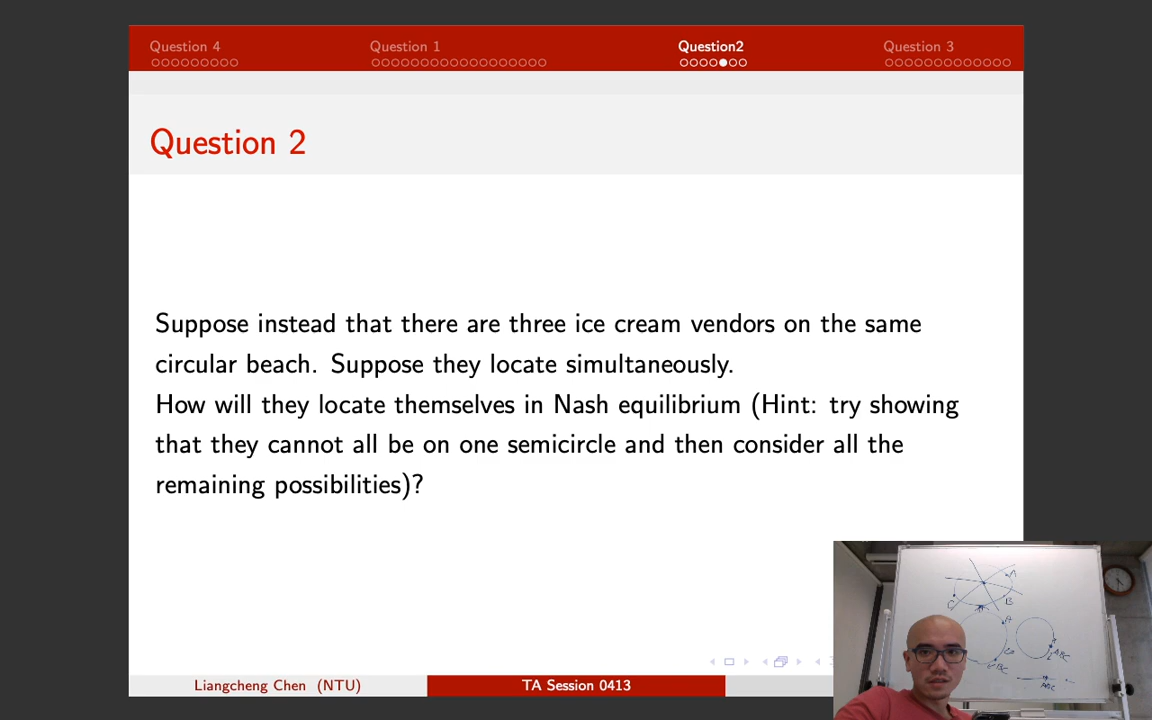 Question 4
Question 1
Question2
Question 3
Question 2
Suppose instead that there are three ice cream vendors on the same
circular beach. Suppose they locate simultaneously.
How will they locate themselves in Nash equilibrium (Hint: try showing
that they cannot all be on one semicircle and then consider all the
remaining possibilities)?
A
B
C
A
BC
ABC
ABC
Liangcheng Chen (NTU)
TA Session 0413